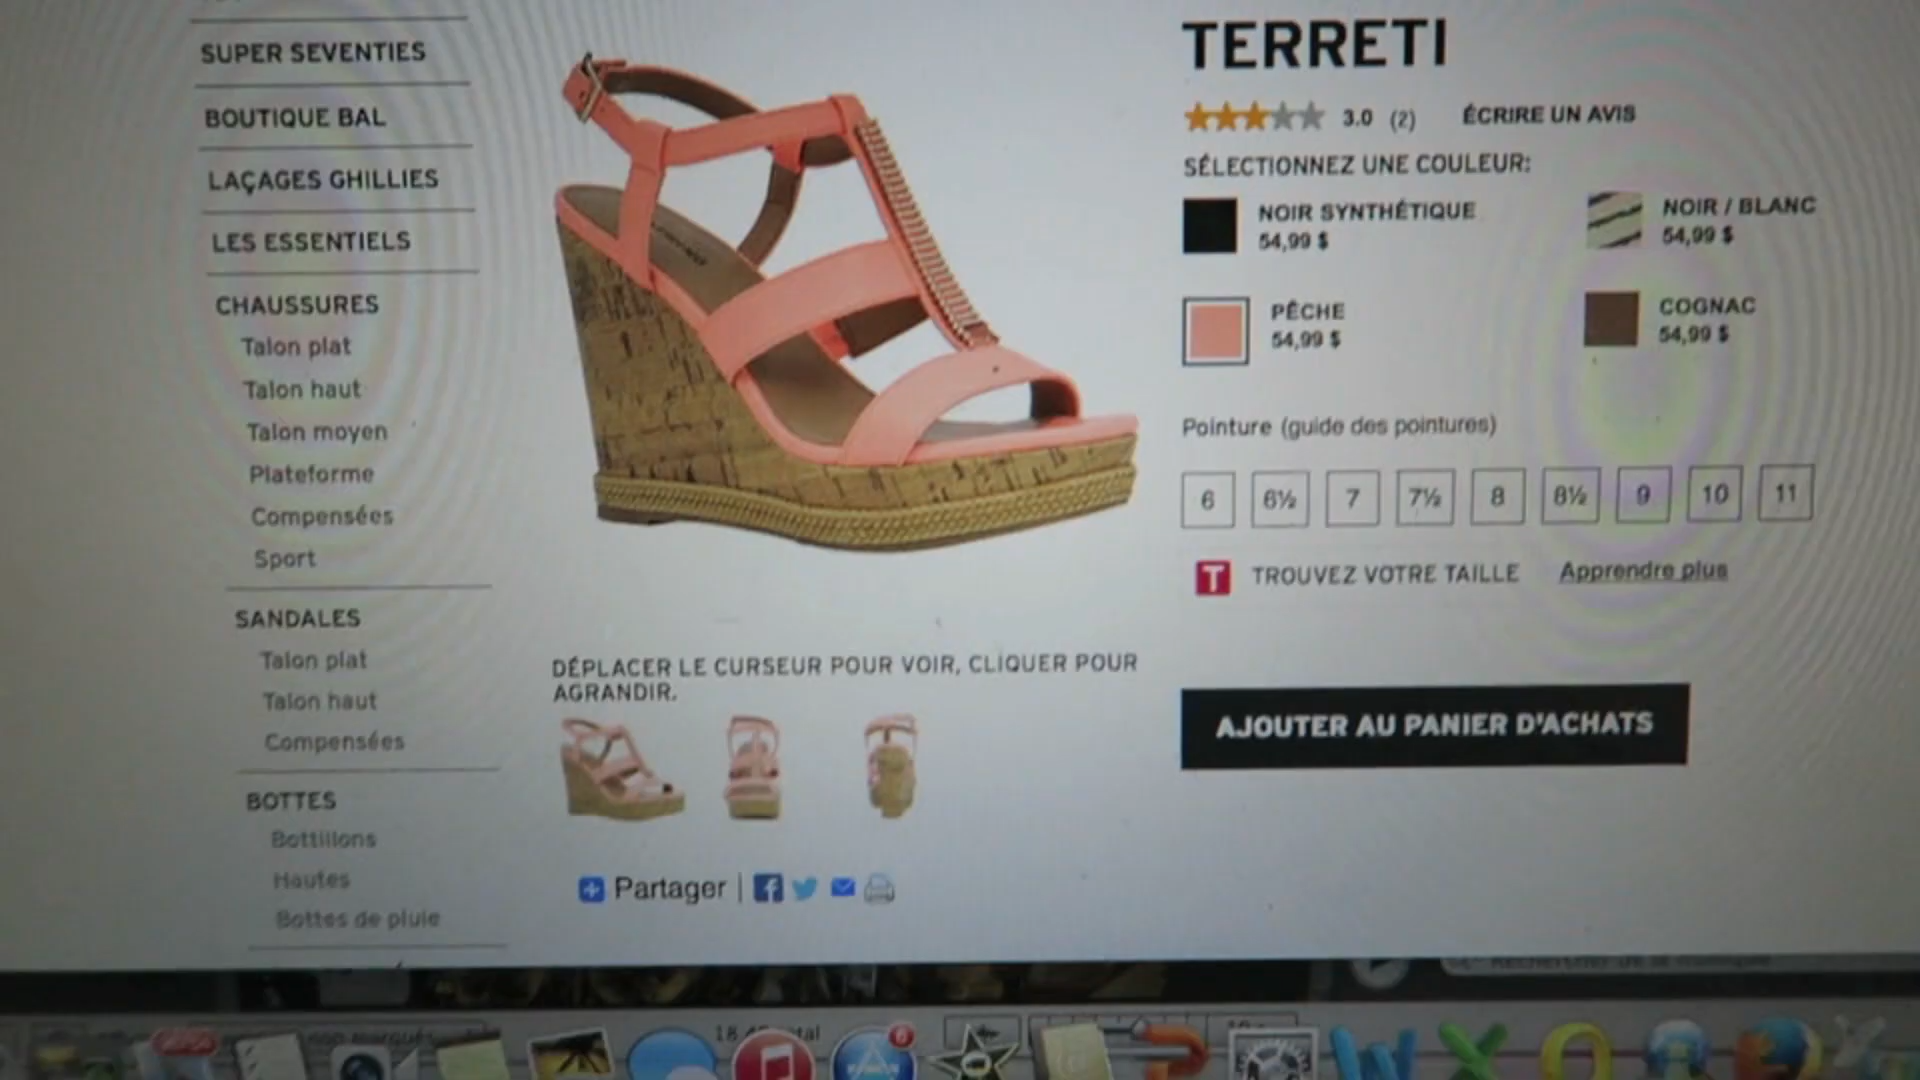 SUPER SEVENTIES
BOUTIQUE BAL
LAÇAGES GHILLIES
LES ESSENTIELS
CHAUSSURES
Talon plat
Talon haut
Talon moyen
Plateforme
Compensées
Sport
SANDALES
Talon plat
Talon haut
Compensées
BOTTES
Bottillons
Hautes
Bottes de pluie
DÉPLACER LE CURSEUR POUR VOIR, CLIQUER POUR
AGRANDIR.
Partager
TERRETI
3.0 (2) ÉCRIRE UN AVIS
SÉLECTIONNEZ UNE COULEUR:
NOIR SYNTHÉTIQUE
54,99 $
NOIR / BLANC
54,99 $
PÊCHE
54,99 $
COGNAC
54,99 $
Pointure (guide des pointures)
6 6½ 7 7½ 8 8½ 9 10 11
T TROUVEZ VOTRE TAILLE Apprendre plus
AJOUTER AU PANIER D'ACHATS
6